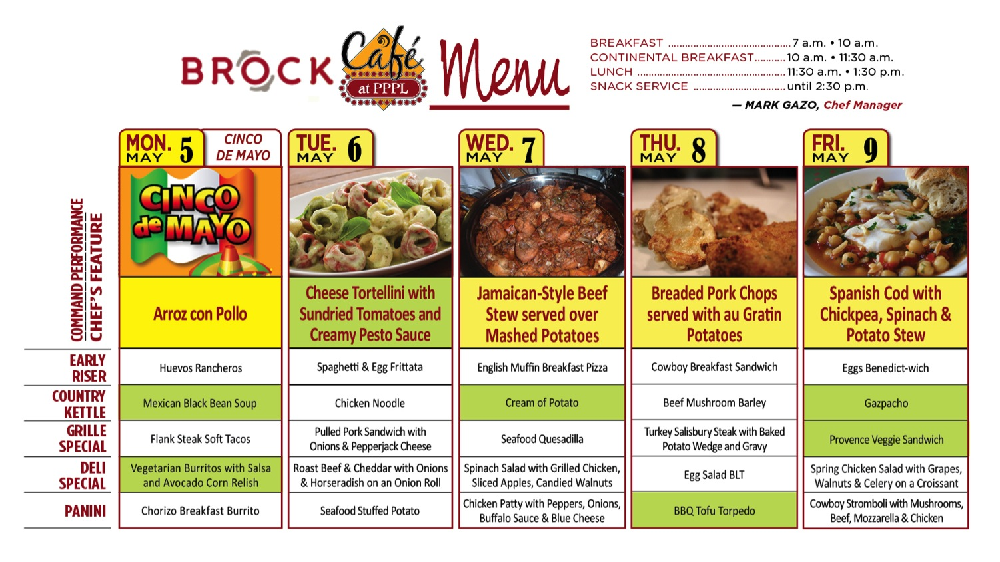 BROCK
Café
at PPPL
Menu
BREAKFAST ....................................7 a.m. • 10 a.m.
CONTINENTAL BREAKFAST...........10 a.m. • 11:30 a.m.
LUNCH ...........................................11:30 a.m. • 1:30 p.m.
SNACK SERVICE .................................until 2:30 p.m.
— MARK GAZO, Chef Manager
MON. 5
MAY
CINCO
DE MAYO
TUE. 6
MAY
WED. 7
MAY
THU. 8
MAY
FRI. 9
MAY
COMMAND PERFORMANCE
CHEF'S FEATURE
CINCO
de MAYO
Arroz con Pollo
Cheese Tortellini with
Sundried Tomatoes and
Creamy Pesto Sauce
Jamaican-Style Beef
Stew served over
Mashed Potatoes
Breaded Pork Chops
served with au Gratin
Potatoes
Spanish Cod with
Chickpea, Spinach &
Potato Stew
EARLY
RISER
Huevos Rancheros
Spaghetti & Egg Frittata
English Muffin Breakfast Pizza
Cowboy Breakfast Sandwich
Eggs Benedict-wich
COUNTRY
KETTLE
Mexican Black Bean Soup
Chicken Noodle
Cream of Potato
Beef Mushroom Barley
Gazpacho
GRILLE
SPECIAL
Flank Steak Soft Tacos
Pulled Pork Sandwich with
Onions & Pepperjack Cheese
Seafood Quesadilla
Turkey Salisbury Steak with Baked
Potato Wedge and Gravy
Provence Veggie Sandwich
DELI
SPECIAL
Vegetarian Burritos with Salsa
and Avocado Corn Relish
Roast Beef & Cheddar with Onions
& Horseradish on an Onion Roll
Spinach Salad with Grilled Chicken,
Sliced Apples, Candied Walnuts
Egg Salad BLT
Spring Chicken Salad with Grapes,
Walnuts & Celery on a Croissant
PANINI
Chorizo Breakfast Burrito
Seafood Stuffed Potato
Chicken Patty with Peppers, Onions,
Buffalo Sauce & Blue Cheese
BBQ Tofu Torpedo
Cowboy Stromboli with Mushrooms,
Beef, Mozzarella & Chicken